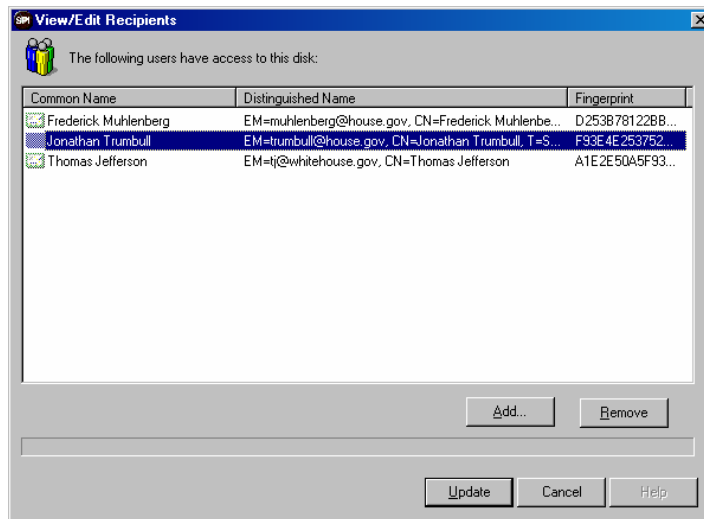 SIPI View/Edit Recipients
The following users have access to this disk:
Common Name Distinguished Name Fingerprint
Frederick Muhlenberg EM=muhlenberg@house.gov, CN=Frederick Muhlenbe... D253B78122BB...
Jonathan Trumbull EM=trumbull@house.gov, CN=Jonathan Trumbull, T=S... F93E4E253752...
Thomas Jefferson EM=tj@whitehouse.gov, CN=Thomas Jefferson A1E2E50A5F93...
Add... Remove
Update Cancel Help